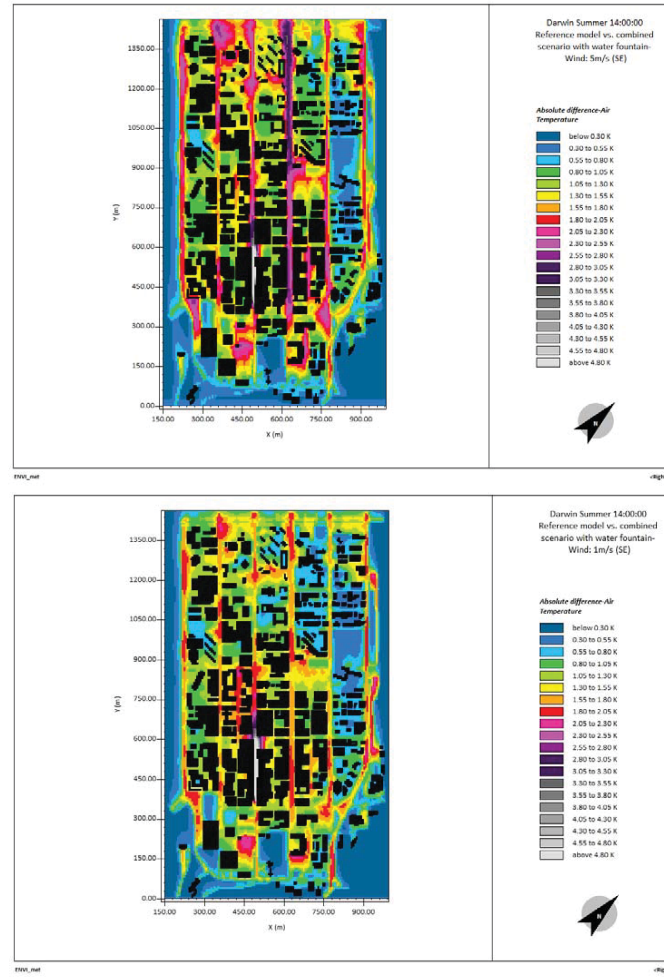 Darwin Summer 14:00:00
Reference model vs. combined
scenario with water fountain-
Wind: 5m/s (SE)
Absolute difference-Air
Temperature
below 0.30 K
0.30 to 0.55 K
0.55 to 0.80 K
0.80 to 1.05 K
1.05 to 1.30 K
1.30 to 1.55 K
1.55 to 1.80 K
1.80 to 2.05 K
2.05 to 2.30 K
2.30 to 2.55 K
2.55 to 2.80 K
2.80 to 3.05 K
3.05 to 3.30 K
3.30 to 3.55 K
3.55 to 3.80 K
3.80 to 4.05 K
4.05 to 4.30 K
4.30 to 4.55 K
4.55 to 4.80 K
above 4.80 K
N
1350.00
1200.00
1050.00
900.00
750.00
600.00
450.00
300.00
150.00
0.00
Y (m)
150.00 300.00 450.00 600.00 750.00 900.00
X (m)
ENVI_met
<Righ
Darwin Summer 14:00:00
Reference model vs. combined
scenario with water fountain-
Wind: 1m/s (SE)
Absolute difference-Air
Temperature
below 0.30 K
0.30 to 0.55 K
0.55 to 0.80 K
0.80 to 1.05 K
1.05 to 1.30 K
1.30 to 1.55 K
1.55 to 1.80 K
1.80 to 2.05 K
2.05 to 2.30 K
2.30 to 2.55 K
2.55 to 2.80 K
2.80 to 3.05 K
3.05 to 3.30 K
3.30 to 3.55 K
3.55 to 3.80 K
3.80 to 4.05 K
4.05 to 4.30 K
4.30 to 4.55 K
4.55 to 4.80 K
above 4.80 K
N
1350.00
1200.00
1050.00
900.00
750.00
600.00
450.00
300.00
150.00
0.00
Y (m)
150.00 300.00 450.00 600.00 750.00 900.00
X (m)
ENVI_met